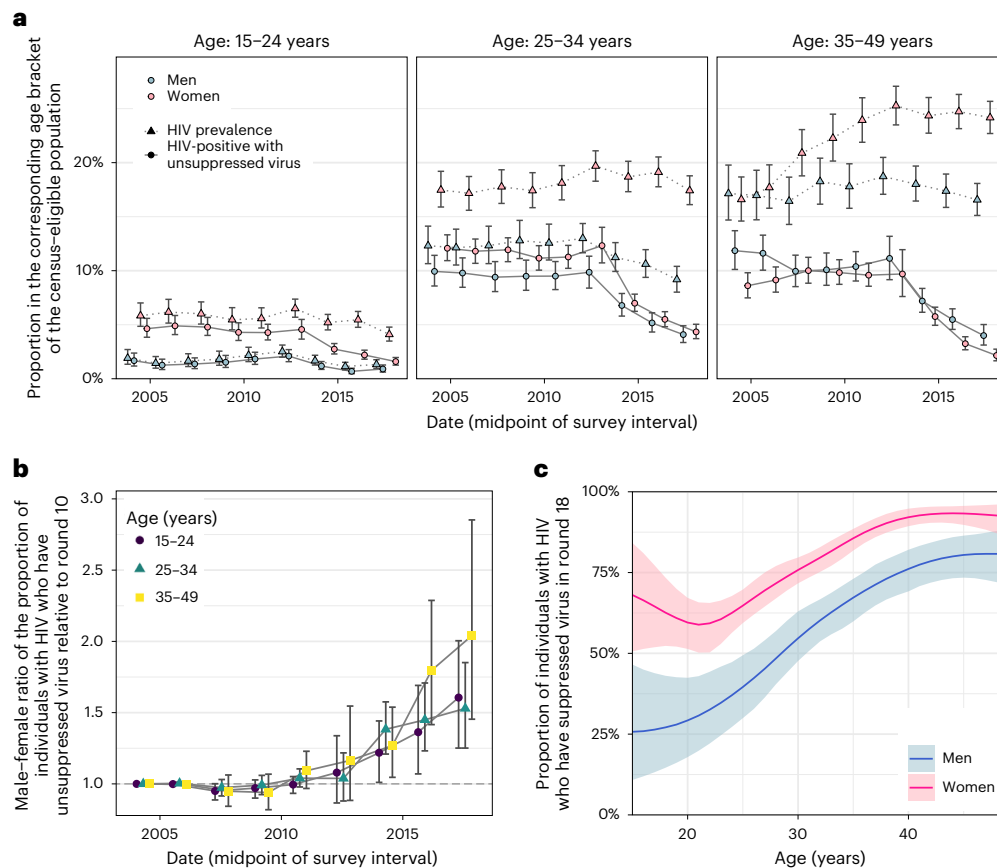 a
Age: 15–24 years
Age: 25–34 years
Age: 35–49 years
Proportion in the corresponding age bracket
of the census–eligible population
Men
Women
HIV prevalence
HIV-positive with
unsuppressed virus
20%
10%
0%
2005
2010
2015
2005
2010
2015
2005
2010
2015
Date (midpoint of survey interval)
b
Male–female ratio of the proportion of
individuals with HIV who have
unsuppressed virus relative to round 10
3.0
2.5
2.0
1.5
1.0
Age (years)
15–24
25–34
35–49
2005
2010
2015
Date (midpoint of survey interval)
c
Proportion of individuals with HIV
who have suppressed virus in round 18
100%
75%
50%
25%
0%
Men
Women
20
30
40
Age (years)